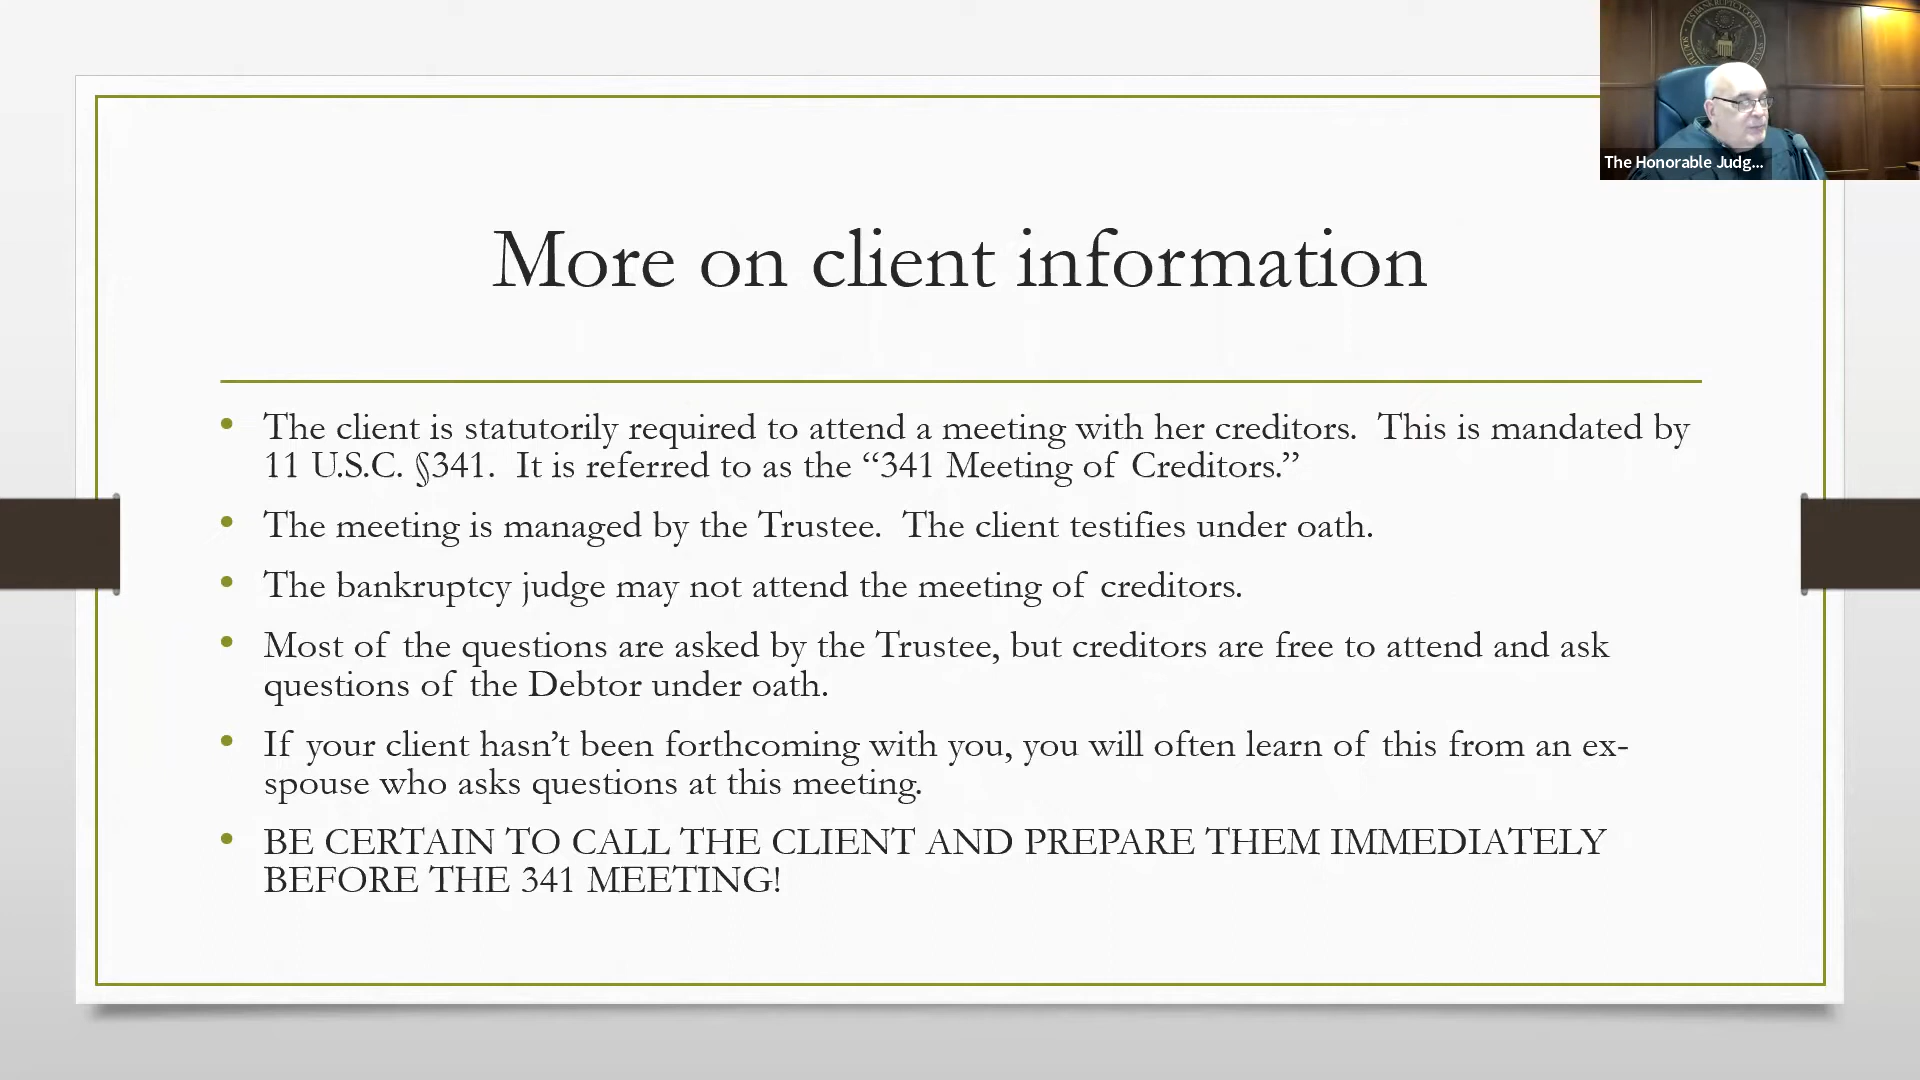 The Honorable Judg...
More on client information
• The client is statutorily required to attend a meeting with her creditors.  This is mandated by
11 U.S.C. §341.  It is referred to as the “341 Meeting of Creditors.”
• The meeting is managed by the Trustee.  The client testifies under oath.
• The bankruptcy judge may not attend the meeting of creditors.
• Most of the questions are asked by the Trustee, but creditors are free to attend and ask
questions of the Debtor under oath.
• If your client hasn’t been forthcoming with you, you will often learn of this from an ex-
spouse who asks questions at this meeting.
• BE CERTAIN TO CALL THE CLIENT AND PREPARE THEM IMMEDIATELY
BEFORE THE 341 MEETING!